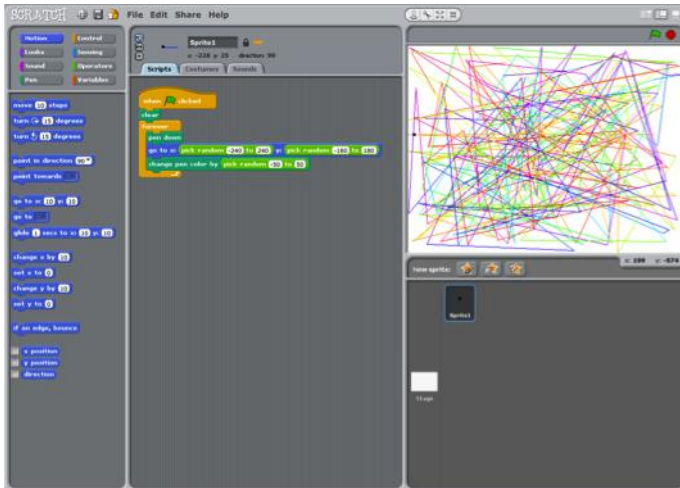 SCRATCH File Edit Share Help
Motion Control
Looks Sensing
Sound Operators
Pen Variables
move 10 steps
turn 15 degrees
turn 15 degrees
point in direction 90
point towards
go to x: 10 y: 10
go to
glide 1 secs to x: 10 y: 10
change x by 10
set x to 0
change y by 10
set y to 0
if on edge, bounce
x position
y position
direction
Sprite1
direction: 90
Scripts Costumes Sounds
when clicked
clear
forever
pen down
go to x: pick random -240 to 240 y: pick random -180 to 180
change pen color by pick random -50 to 50
New sprite:
Sprite1
Stage